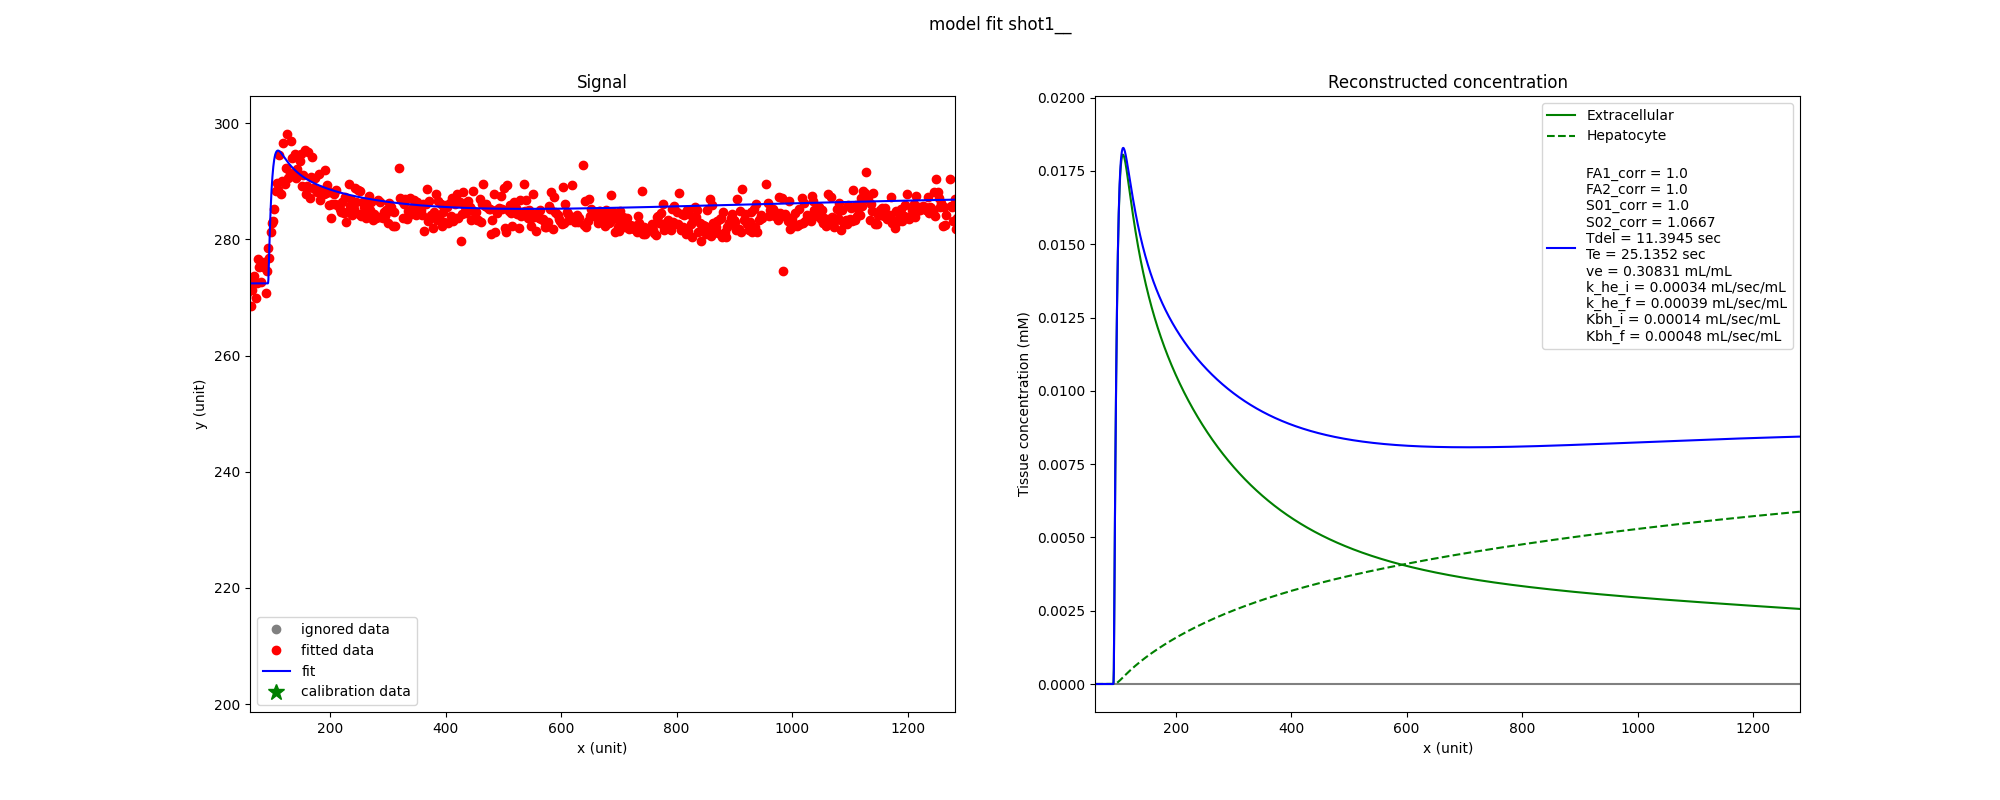 model fit shot1__
Signal
300
280
260
240
220
200
y (unit)
200
400
600
800
1000
1200
x (unit)
ignored data
fitted data
fit
calibration data
Reconstructed concentration
0.0200
0.0175
0.0150
0.0125
0.0100
0.0075
0.0050
0.0025
0.0000
Tissue concentration (mM)
200
400
600
800
1000
1200
x (unit)
Extracellular
Hepatocyte
FA1_corr = 1.0
FA2_corr = 1.0
S01_corr = 1.0
S02_corr = 1.0667
Tdel = 11.3945 sec
Te = 25.1352 sec
ve = 0.30831 mL/mL
k_he_i = 0.00034 mL/sec/mL
k_he_f = 0.00039 mL/sec/mL
Kbh_i = 0.00014 mL/sec/mL
Kbh_f = 0.00048 mL/sec/mL